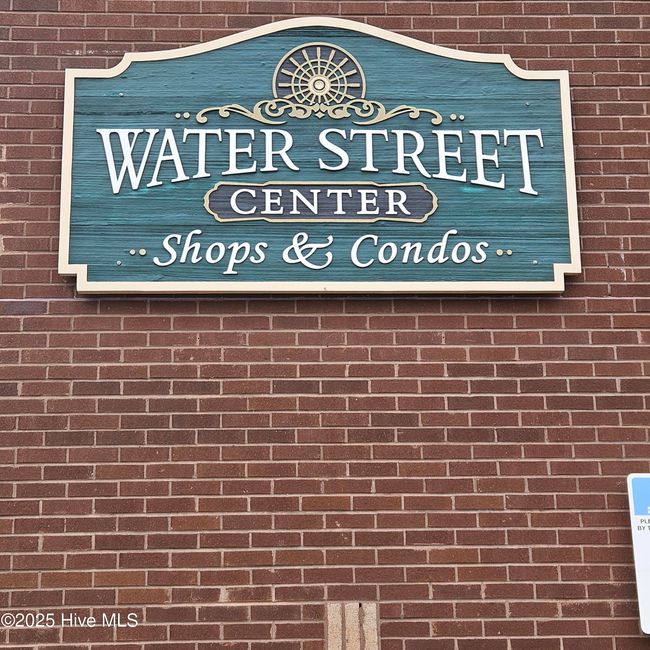 WATER STREET
CENTER
Shops & Condos
©2025 Hive MLS